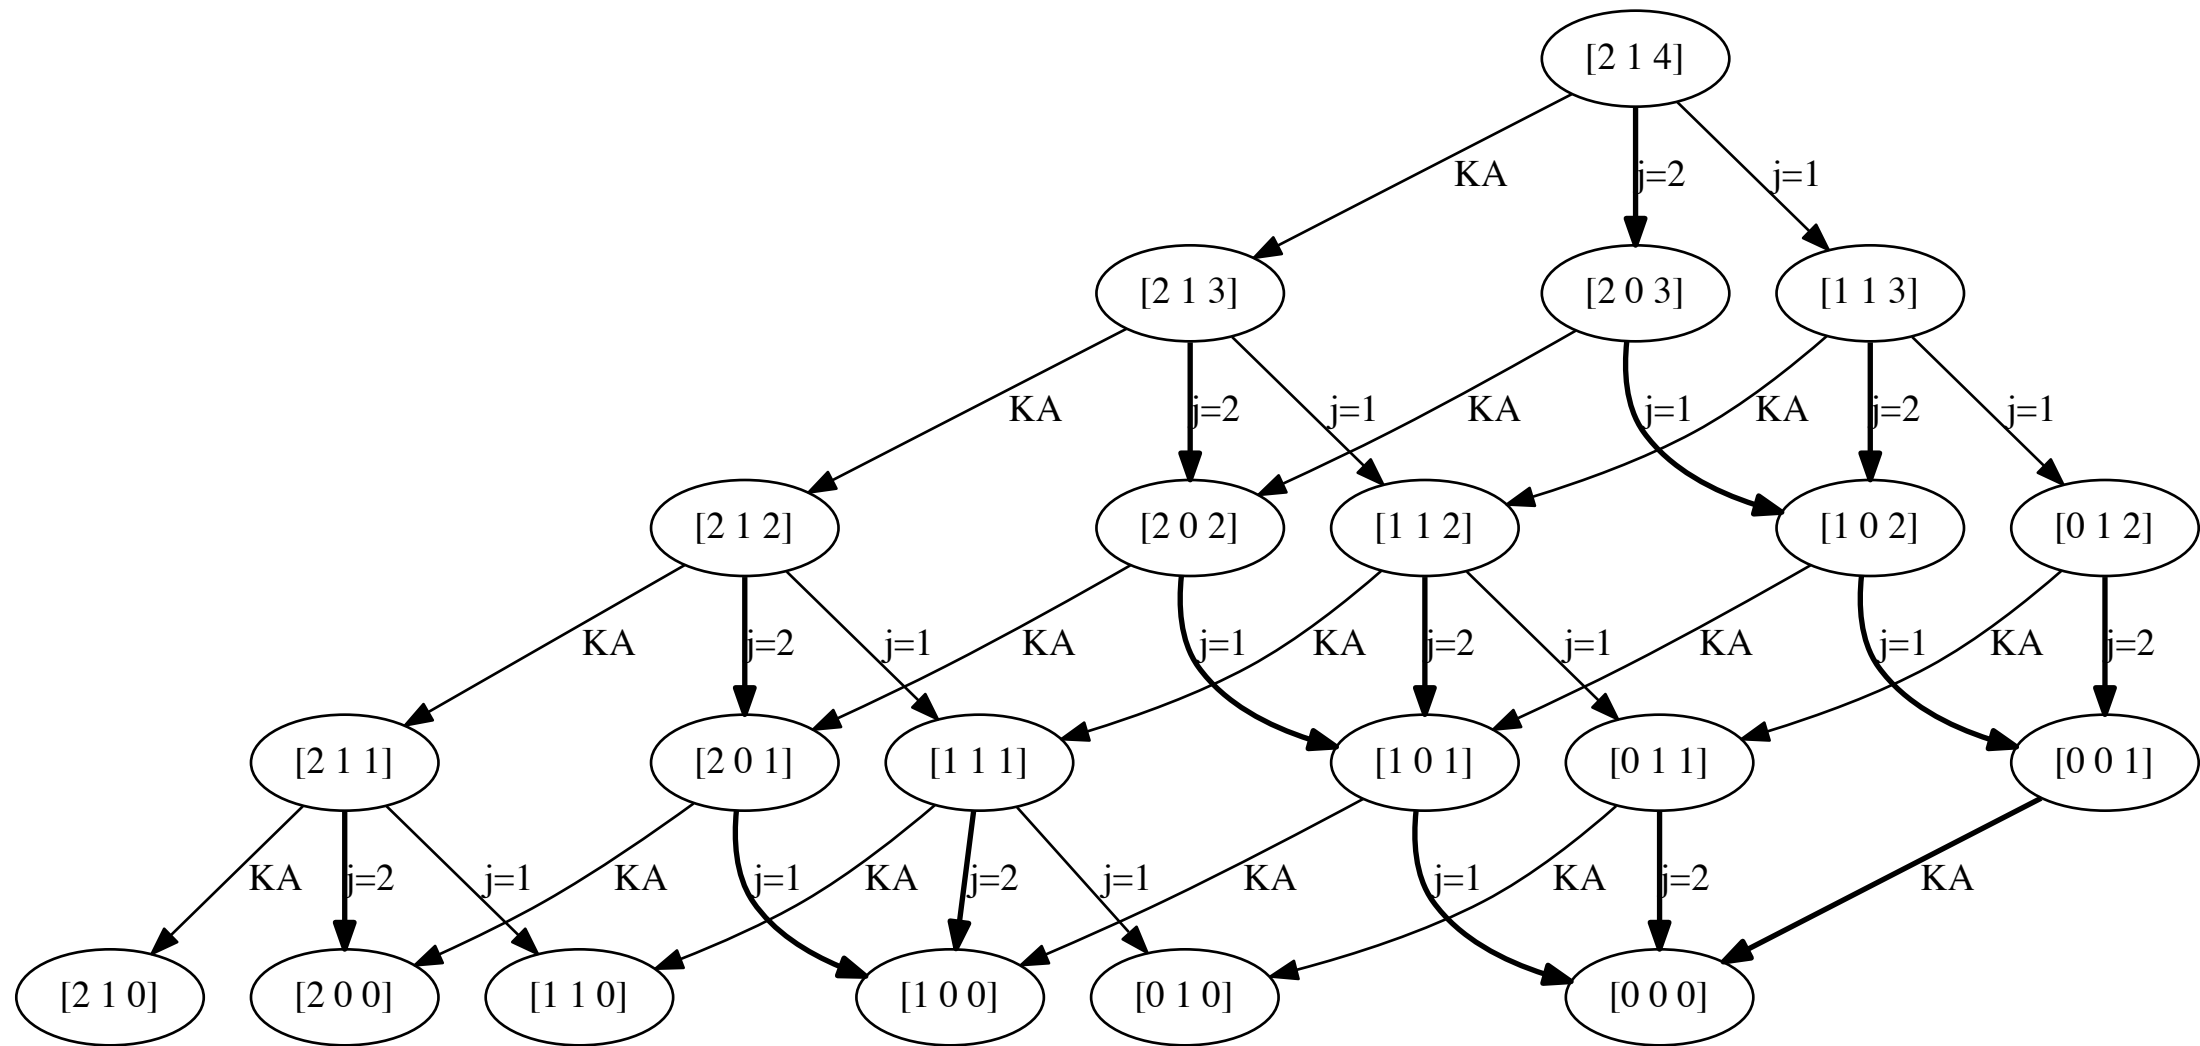 [2 1 4]
KA j=2 j=1
[2 1 3] [2 0 3] [1 1 3]
KA j=2 j=1 KA j=1 KA j=2 j=1
[2 1 2] [2 0 2] [1 1 2] [1 0 2] [0 1 2]
KA j=2 j=1 KA j=1 KA j=2 j=1 KA j=1 KA j=2
[2 1 1] [2 0 1] [1 1 1] [1 0 1] [0 1 1] [0 0 1]
KA j=2 j=1 KA j=1 KA j=2 j=1 KA j=1 KA j=2 KA
[2 1 0] [2 0 0] [1 1 0] [1 0 0] [0 1 0] [0 0 0]